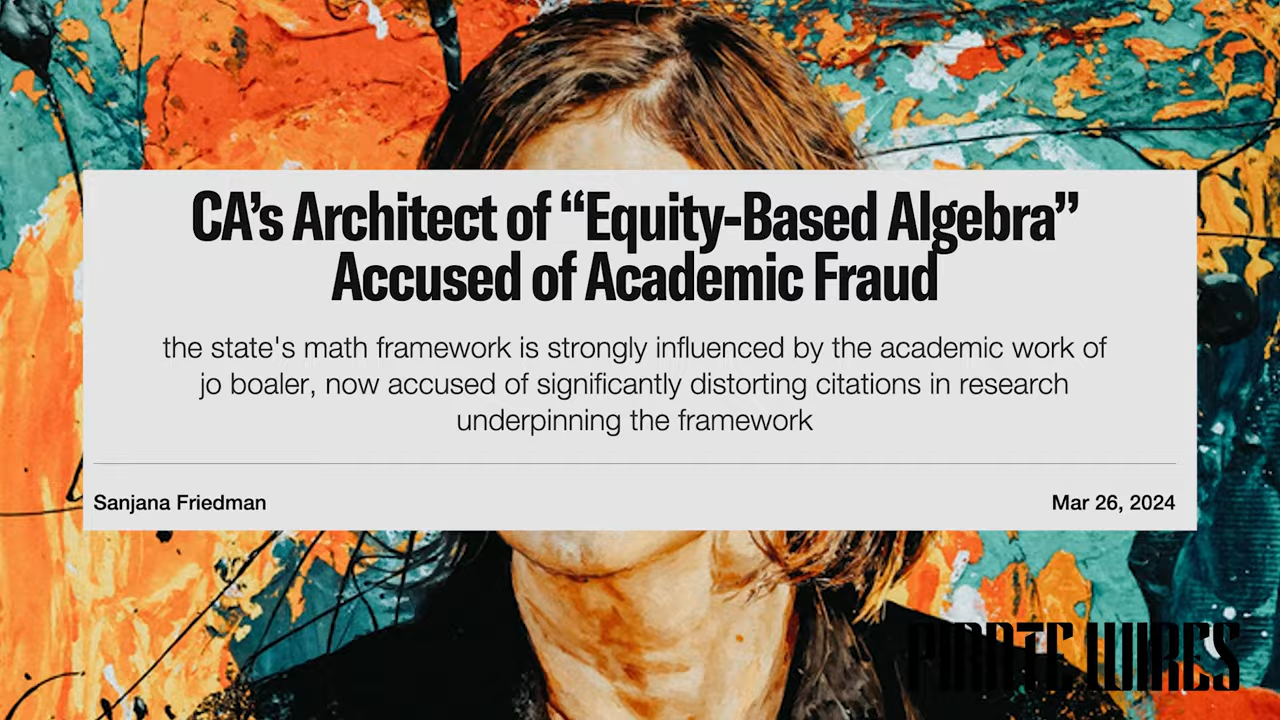 CA's Architect of “Equity-Based Algebra”
Accused of Academic Fraud
the state's math framework is strongly influenced by the academic work of
jo boaler, now accused of significantly distorting citations in research
underpinning the framework
Sanjana Friedman
Mar 26, 2024
PIRATE WIRES